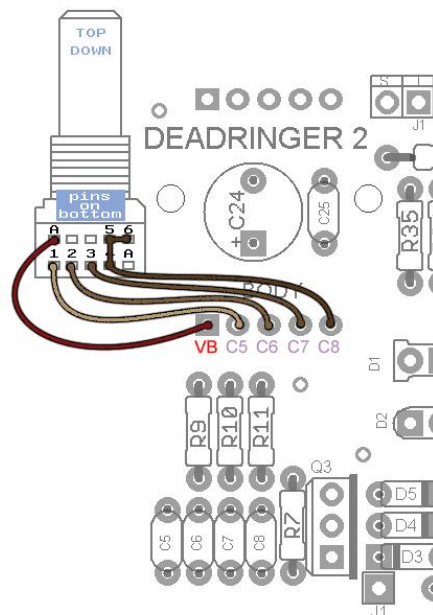 TOP
DOWN
S
J1
DEADRINGER 2
pins
on
bottom
+ C24
C25
R35
A 5 6
1 2 3 A
BODY
VB C5 C6 C7 C8
D1
R9
R10
R11
D2
Q3
R7
D5
D4
D3
C5
C6
C7
C8
J1